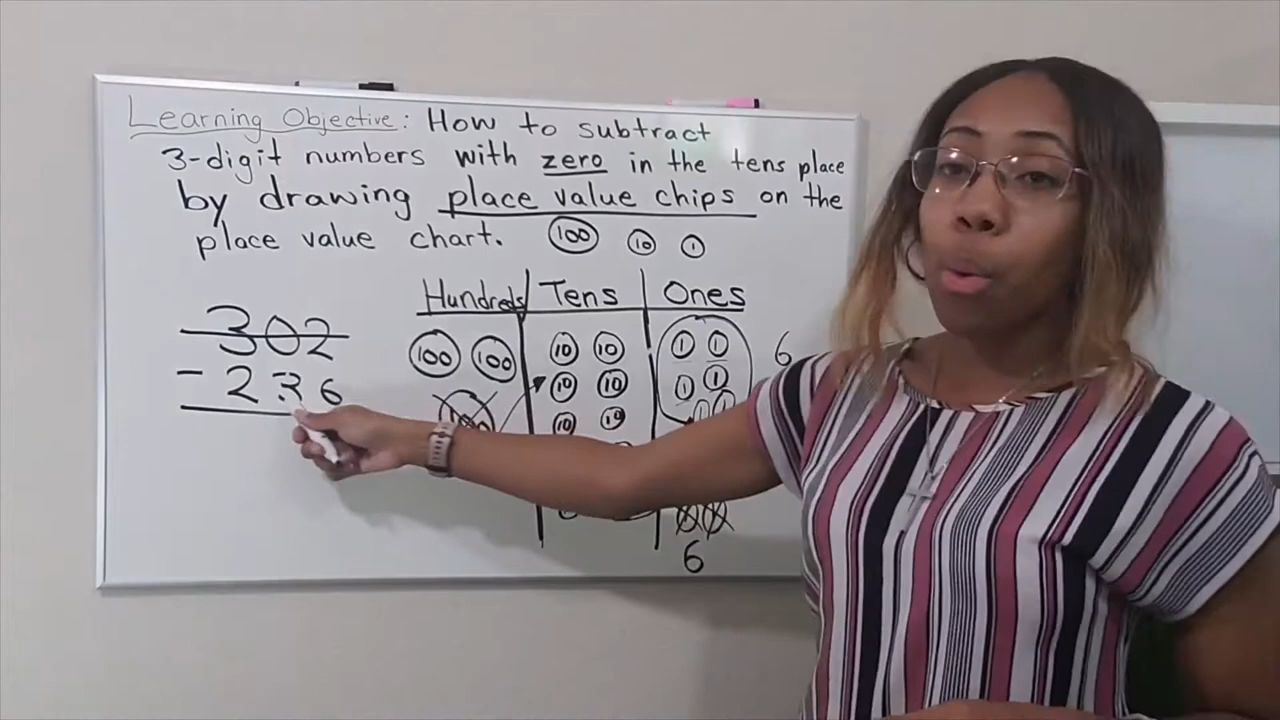 Learning Objective: How to subtract
3-digit numbers with zero in the tens place
by drawing place value chips on the
place value chart. 100 10 1
Hundreds Tens Ones
302
- 236
100 100 10 10 1 1 6
10 10 1 1
10 10
6